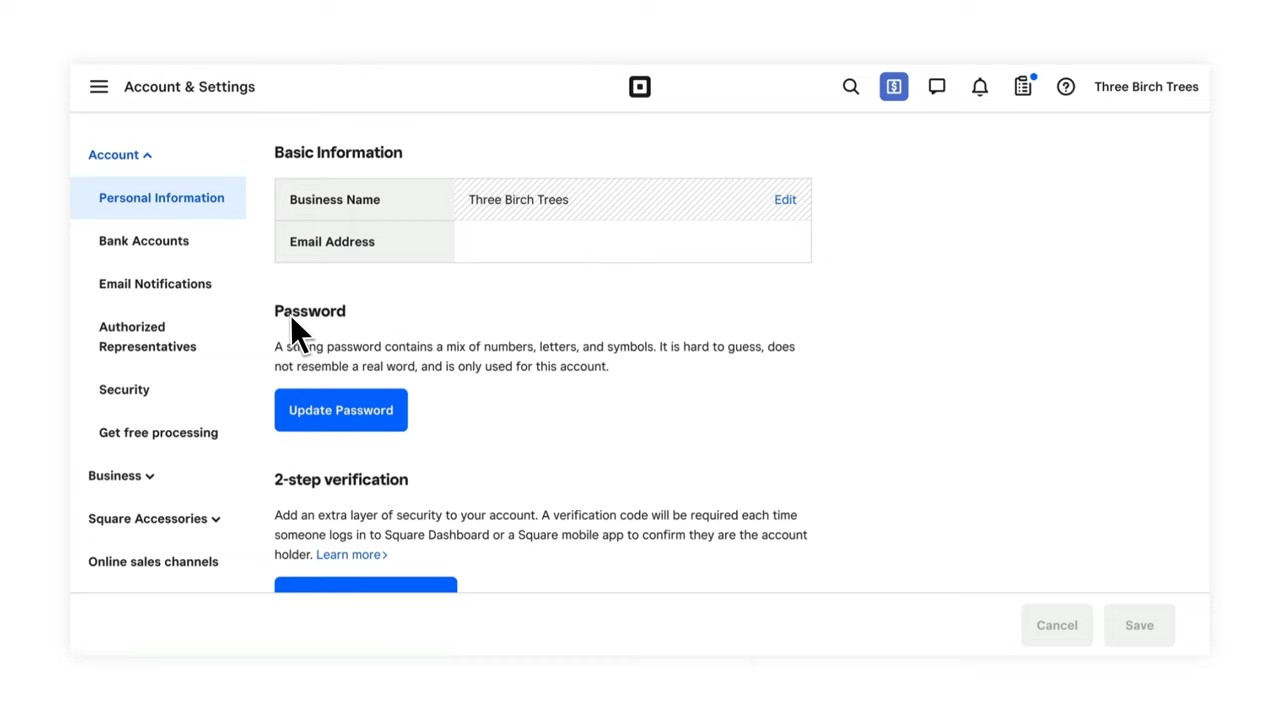 Account & Settings
Three Birch Trees
Account
Personal Information
Bank Accounts
Email Notifications
Authorized
Representatives
Security
Get free processing
Business
Square Accessories
Online sales channels
Basic Information
Business Name
Three Birch Trees
Edit
Email Address
Password
A strong password contains a mix of numbers, letters, and symbols. It is hard to guess, does
not resemble a real word, and is only used for this account.
Update Password
2-step verification
Add an extra layer of security to your account. A verification code will be required each time
someone logs in to Square Dashboard or a Square mobile app to confirm they are the account
holder. Learn more>
Cancel
Save